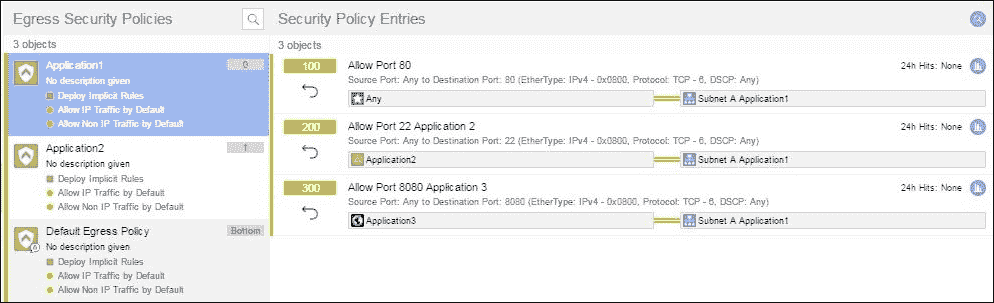 Egress Security Policies
3 objects
Application1
0
No description given
Deploy Implicit Rules
Allow IP Traffic by Default
Allow Non IP Traffic by Default
Application2
1
No description given
Deploy Implicit Rules
Allow IP Traffic by Default
Allow Non IP Traffic by Default
Default Egress Policy
Bottom
No description given
Deploy Implicit Rules
Allow IP Traffic by Default
Allow Non IP Traffic by Default
Security Policy Entries
3 objects
100
Allow Port 80
24h Hits: None
Source Port: Any to Destination Port: 80 (EtherType: IPv4 - 0x0800, Protocol: TCP - 6, DSCP: Any)
Any
Subnet A Application1
200
Allow Port 22 Application 2
24h Hits: None
Source Port: Any to Destination Port: 22 (EtherType: IPv4 - 0x0800, Protocol: TCP - 6, DSCP: Any)
Application2
Subnet A Application1
300
Allow Port 8080 Application 3
24h Hits: None
Source Port: Any to Destination Port: 8080 (EtherType: IPv4 - 0x0800, Protocol: TCP - 6, DSCP: Any)
Application3
Subnet A Application1